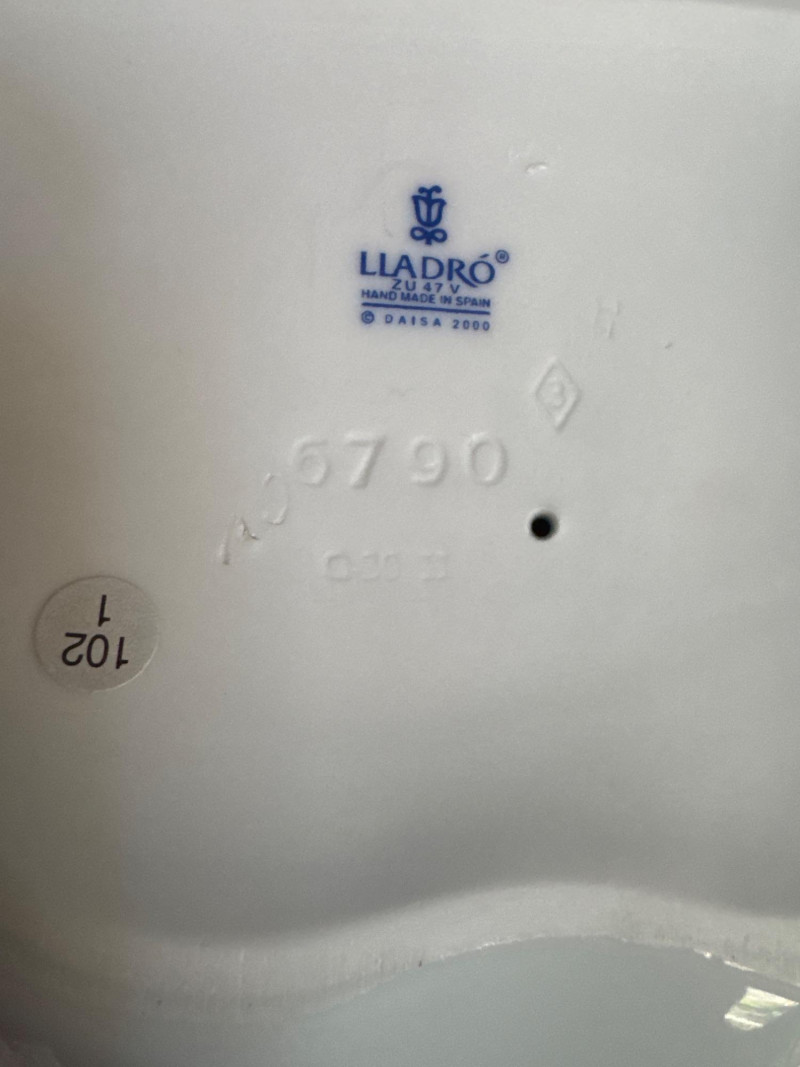 LLADRÓ®
ZU 47 V
HAND MADE IN SPAIN
© DAISA 2000
3
6790
102
1